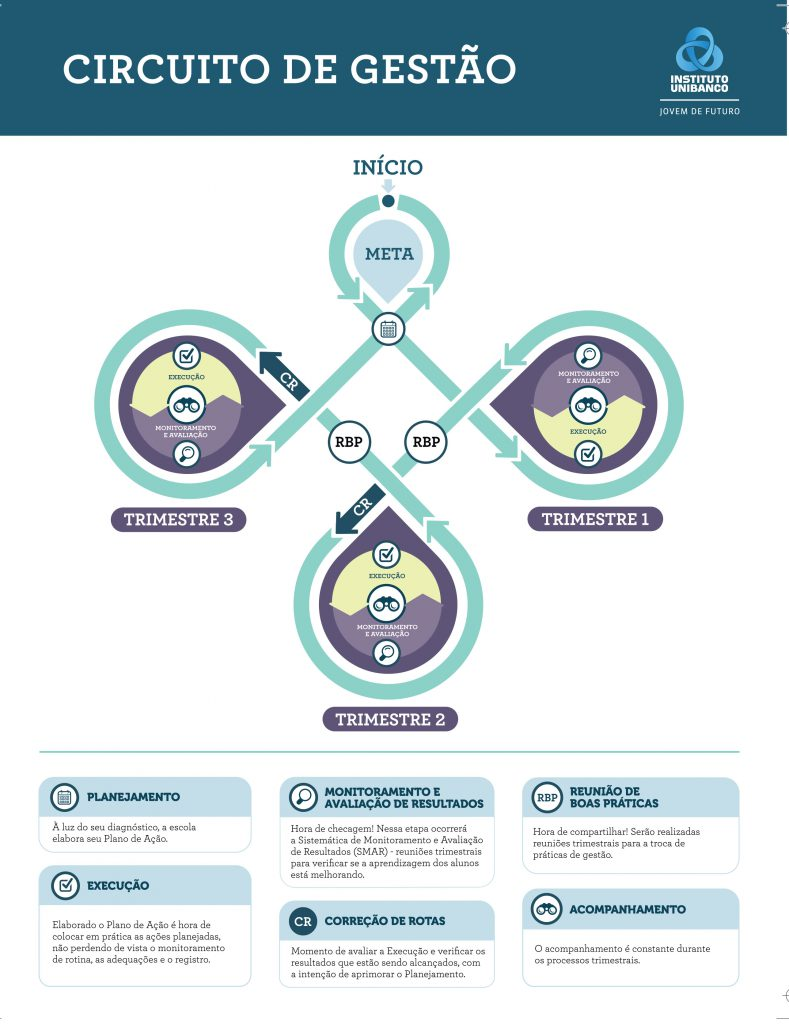 CIRCUITO DE GESTÃO
INSTITUTO
UNIBANCO
JOVEM DE FUTURO
INÍCIO
META
CR
EXECUÇÃO
MONITORAMENTO
E AVALIAÇÃO
TRIMESTRE 3
RBP
RBP
MONITORAMENTO
E AVALIAÇÃO
EXECUÇÃO
TRIMESTRE 1
CR
EXECUÇÃO
MONITORAMENTO
E AVALIAÇÃO
TRIMESTRE 2
PLANEJAMENTO
À luz do seu diagnóstico, a escola
elabora seu Plano de Ação.
EXECUÇÃO
Elaborado o Plano de Ação é hora de
colocar em prática as ações planejadas,
não perdendo de vista o monitoramento
de rotina, as adequações e o registro.
MONITORAMENTO E
AVALIAÇÃO DE RESULTADOS
Hora de checagem! Nessa etapa ocorrerá
a Sistemática de Monitoramento e Avaliação
de Resultados (SMAR) - reuniões trimestrais
para verificar se a aprendizagem dos alunos
está melhorando.
CR CORREÇÃO DE ROTAS
Momento de avaliar a Execução e verificar os
resultados que estão sendo alcançados, com
a intenção de aprimorar o Planejamento.
RBP REUNIÃO DE
BOAS PRÁTICAS
Hora de compartilhar! Serão realizadas
reuniões trimestrais para a troca de
práticas de gestão.
ACOMPANHAMENTO
O acompanhamento é constante durante
os processos trimestrais.